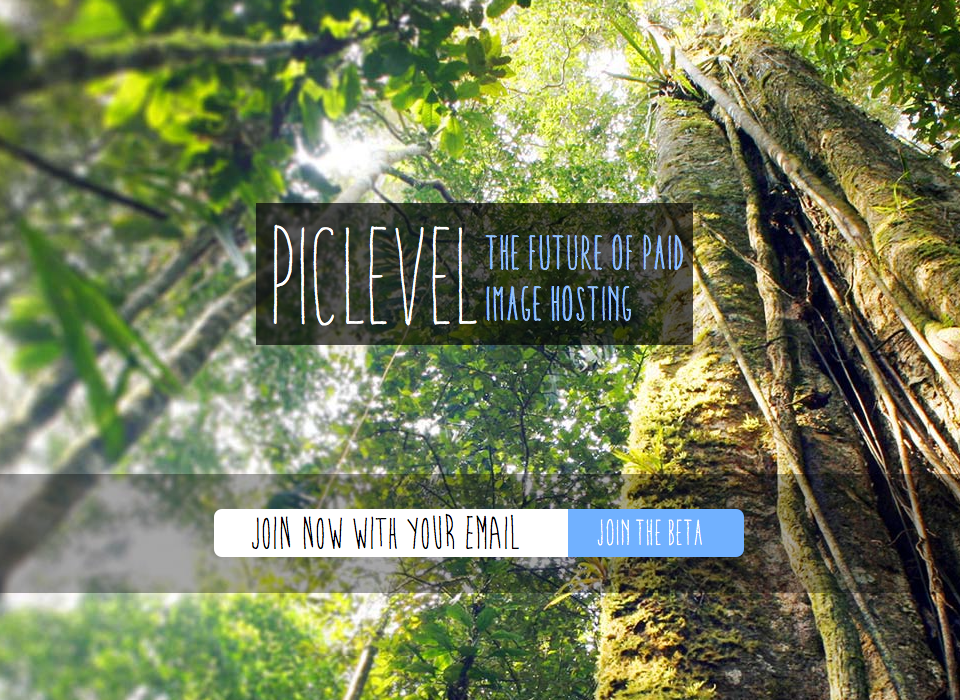 PICLEVEL
THE FUTURE OF PAID
IMAGE HOSTING
JOIN NOW WITH YOUR EMAIL
JOIN THE BETA